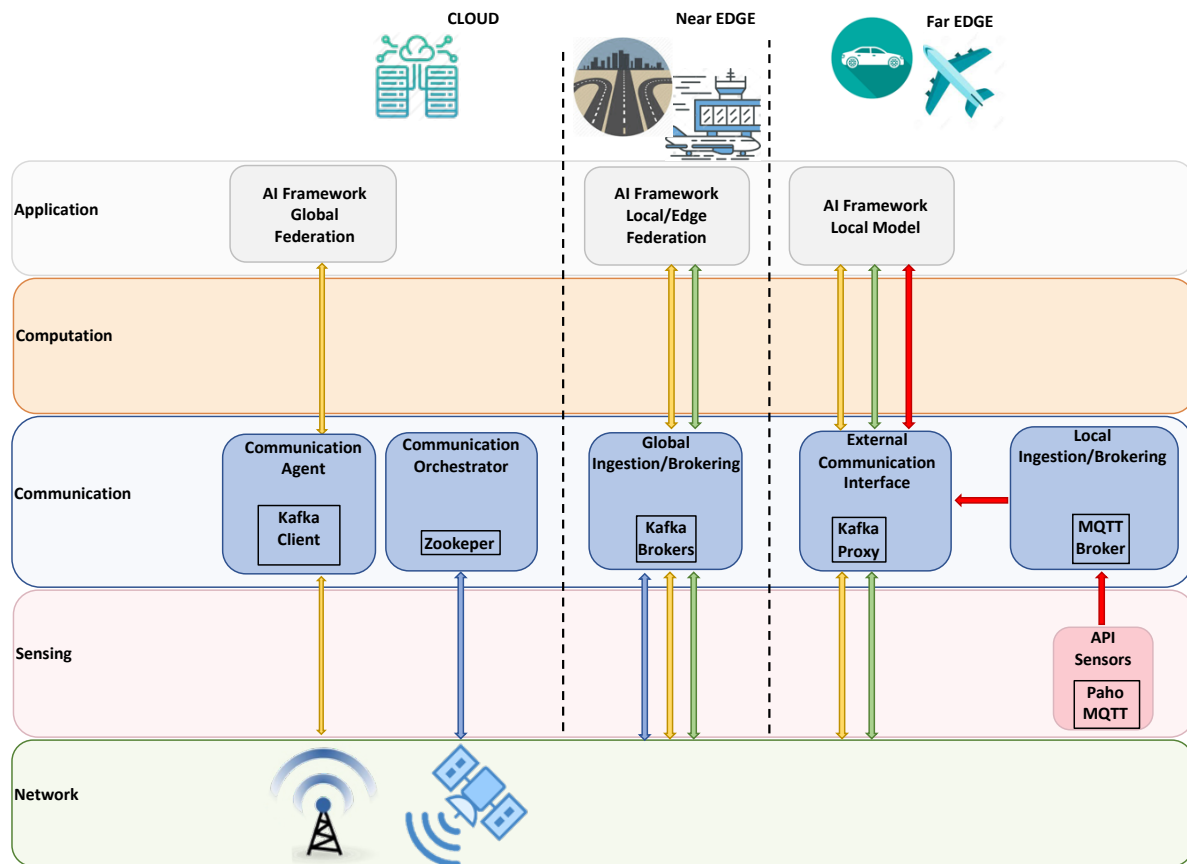 CLOUD
Near EDGE
Far EDGE
Application
AI Framework
Global
Federation
AI Framework
Local/Edge
Federation
AI Framework
Local Model
Computation
Communication
Communication
Agent
Kafka
Client
Communication
Orchestrator
Zookeper
Global
Ingestion/Brokering
Kafka
Brokers
External
Communication
Interface
Kafka
Proxy
Local
Ingestion/Brokering
MQTT
Broker
Sensing
API
Sensors
Paho
MQTT
Network